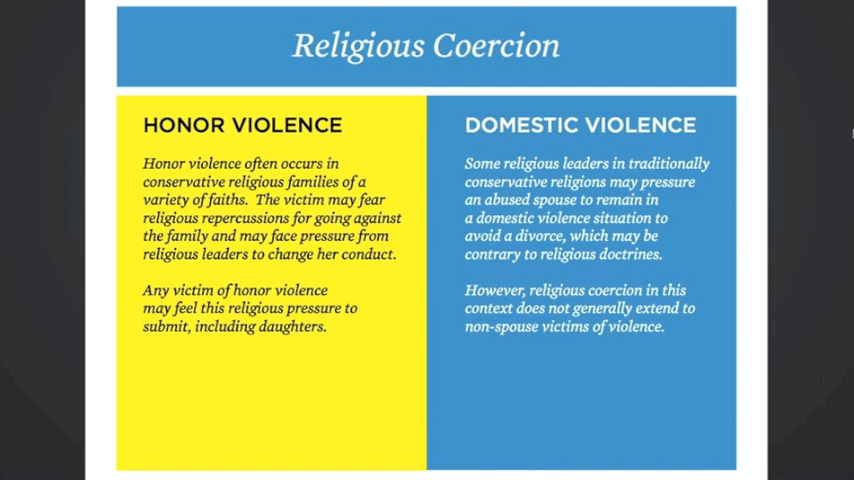 Religious Coercion
HONOR VIOLENCE
Honor violence often occurs in
conservative religious families of a
variety of faiths.  The victim may fear
religious repercussions for going against
the family and may face pressure from
religious leaders to change her conduct.
Any victim of honor violence
may feel this religious pressure to
submit, including daughters.
DOMESTIC VIOLENCE
Some religious leaders in traditionally
conservative religions may pressure
an abused spouse to remain in
a domestic violence situation to
avoid a divorce, which may be
contrary to religious doctrines.
However, religious coercion in this
context does not generally extend to
non-spouse victims of violence.